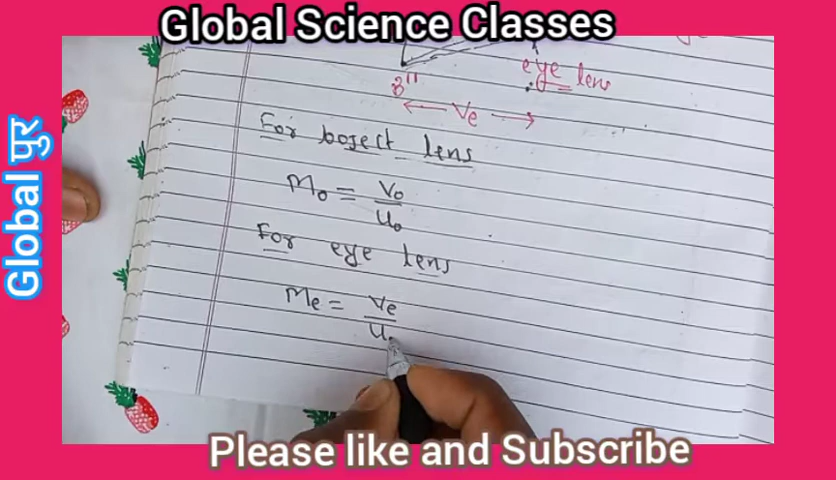 Global Science Classes
eye lens
B"
Ve
For boject lens
Mo = Vo
Uo
For eye lens
Me = Ve
U
Global पुर
Please like and Subscribe